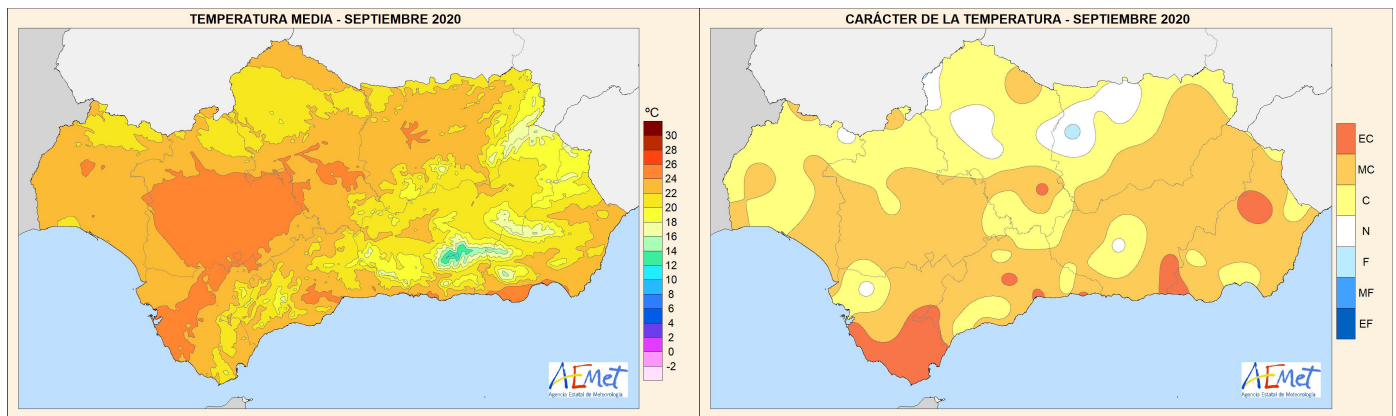 TEMPERATURA MEDIA - SEPTIEMBRE 2020
ºC
30
28
26
24
22
20
18
16
14
12
10
8
6
4
2
0
-2
AEMet
Agencia Estatal de Meteorología
CARÁCTER DE LA TEMPERATURA - SEPTIEMBRE 2020
EC
MC
C
N
F
MF
EF
AEMet
Agencia Estatal de Meteorología